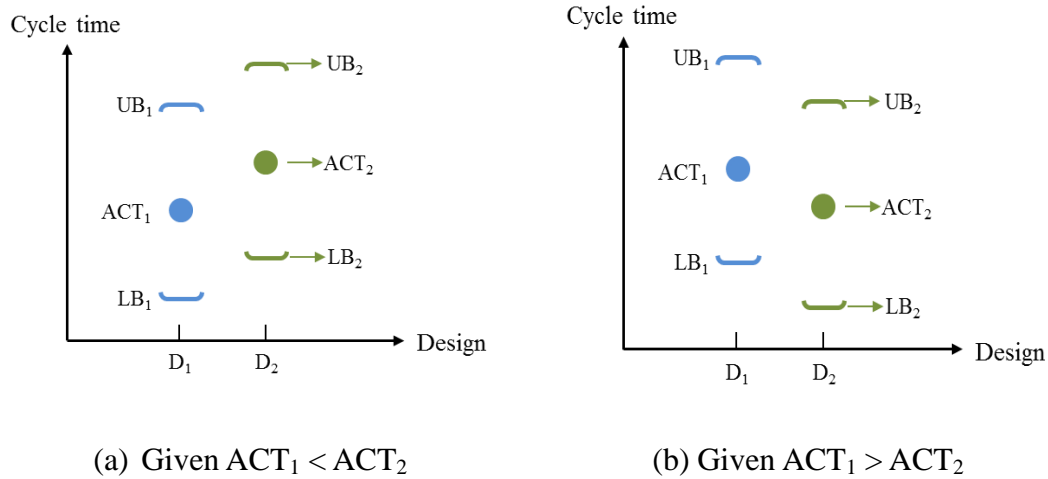 Cycle time
UB₂
UB₁
ACT₂
ACT₁
LB₂
LB₁
Design
D₁ D₂
(a) Given ACT₁ < ACT₂
Cycle time
UB₁
UB₂
ACT₁
ACT₂
LB₁
LB₂
Design
D₁ D₂
(b) Given ACT₁ > ACT₂